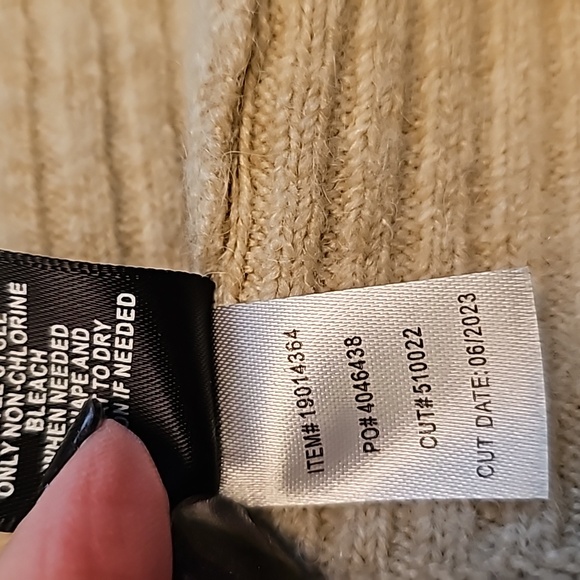 ONLY NON-CHLORINE
BLEACH
WHEN NEEDED
AND
TO DRY
IF NEEDED
ITEM#:19014364
PO#4046438
CUT#510022
CUT DATE:06/2023